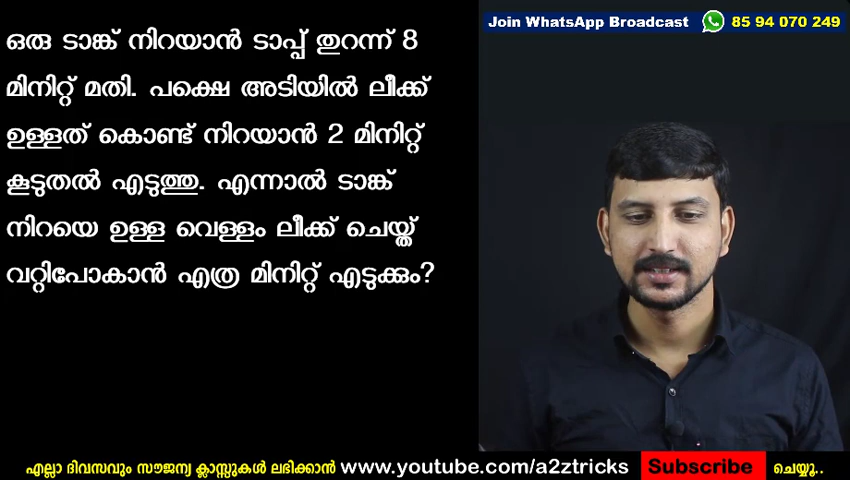 Join WhatsApp Broadcast 85 94 070 249
ഒരു ടാങ്ക് നിറയാൻ ടാപ്പ് തുറന്ന് 8
മിനിറ്റ് മതി. പക്ഷെ അടിയിൽ ലീക്ക്
ഉള്ളത് കൊണ്ട് നിറയാൻ 2 മിനിറ്റ്
കൂടുതൽ എടുത്തു. എന്നാൽ ടാങ്ക്
നിറയെ ഉള്ള വെള്ളം ലീക്ക് ചെയ്ത്
വറ്റിപോകാൻ എത്ര മിനിറ്റ് എടുക്കും?
എല്ലാ ദിവസവും സൗജന്യ ക്ലാസ്സുകൾ ലഭിക്കാൻ www.youtube.com/a2ztricks Subscribe ചെയ്യൂ..